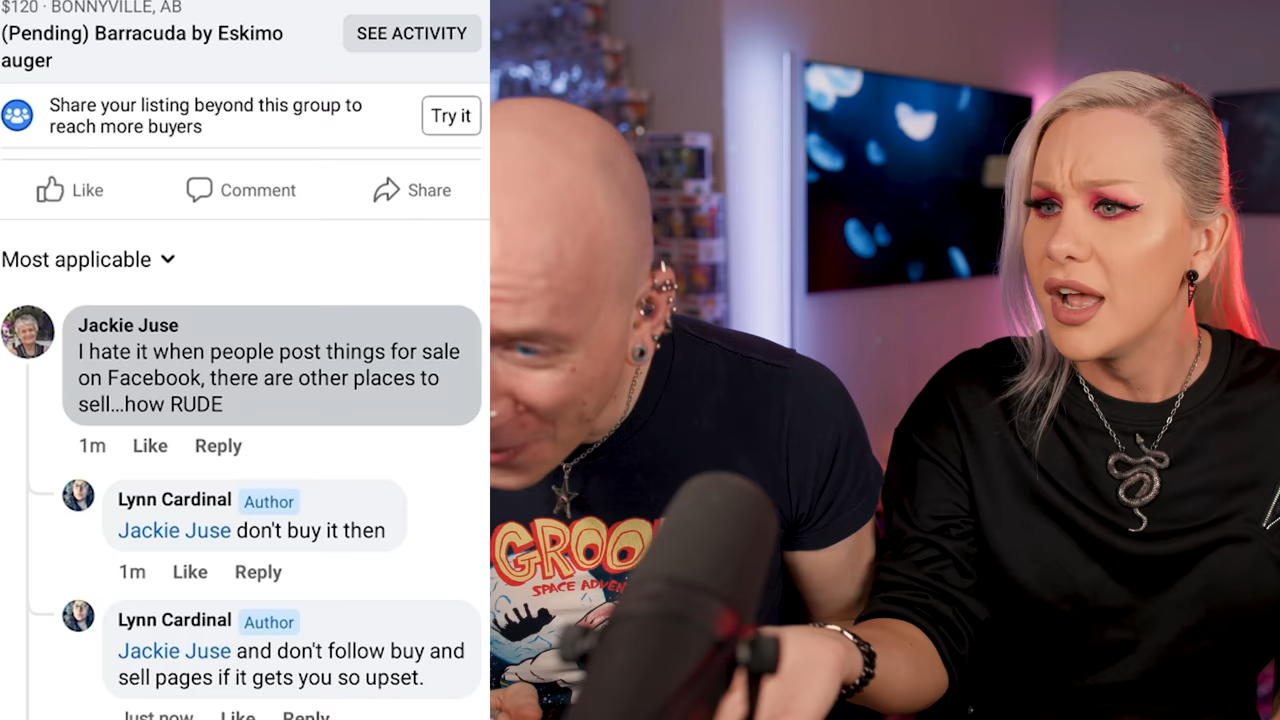 $120 · BONNYVILLE, AB
(Pending) Barracuda by Eskimo
auger
SEE ACTIVITY
Share your listing beyond this group to
reach more buyers
Try it
Like
Comment
Share
Most applicable
Jackie Juse
I hate it when people post things for sale
on Facebook, there are other places to
sell...how RUDE
1m Like Reply
Lynn Cardinal Author
Jackie Juse don't buy it then
1m Like Reply
Lynn Cardinal Author
Jackie Juse and don't follow buy and
sell pages if it gets you so upset.
Just now Like Reply
GROO
SPACE ADVEN